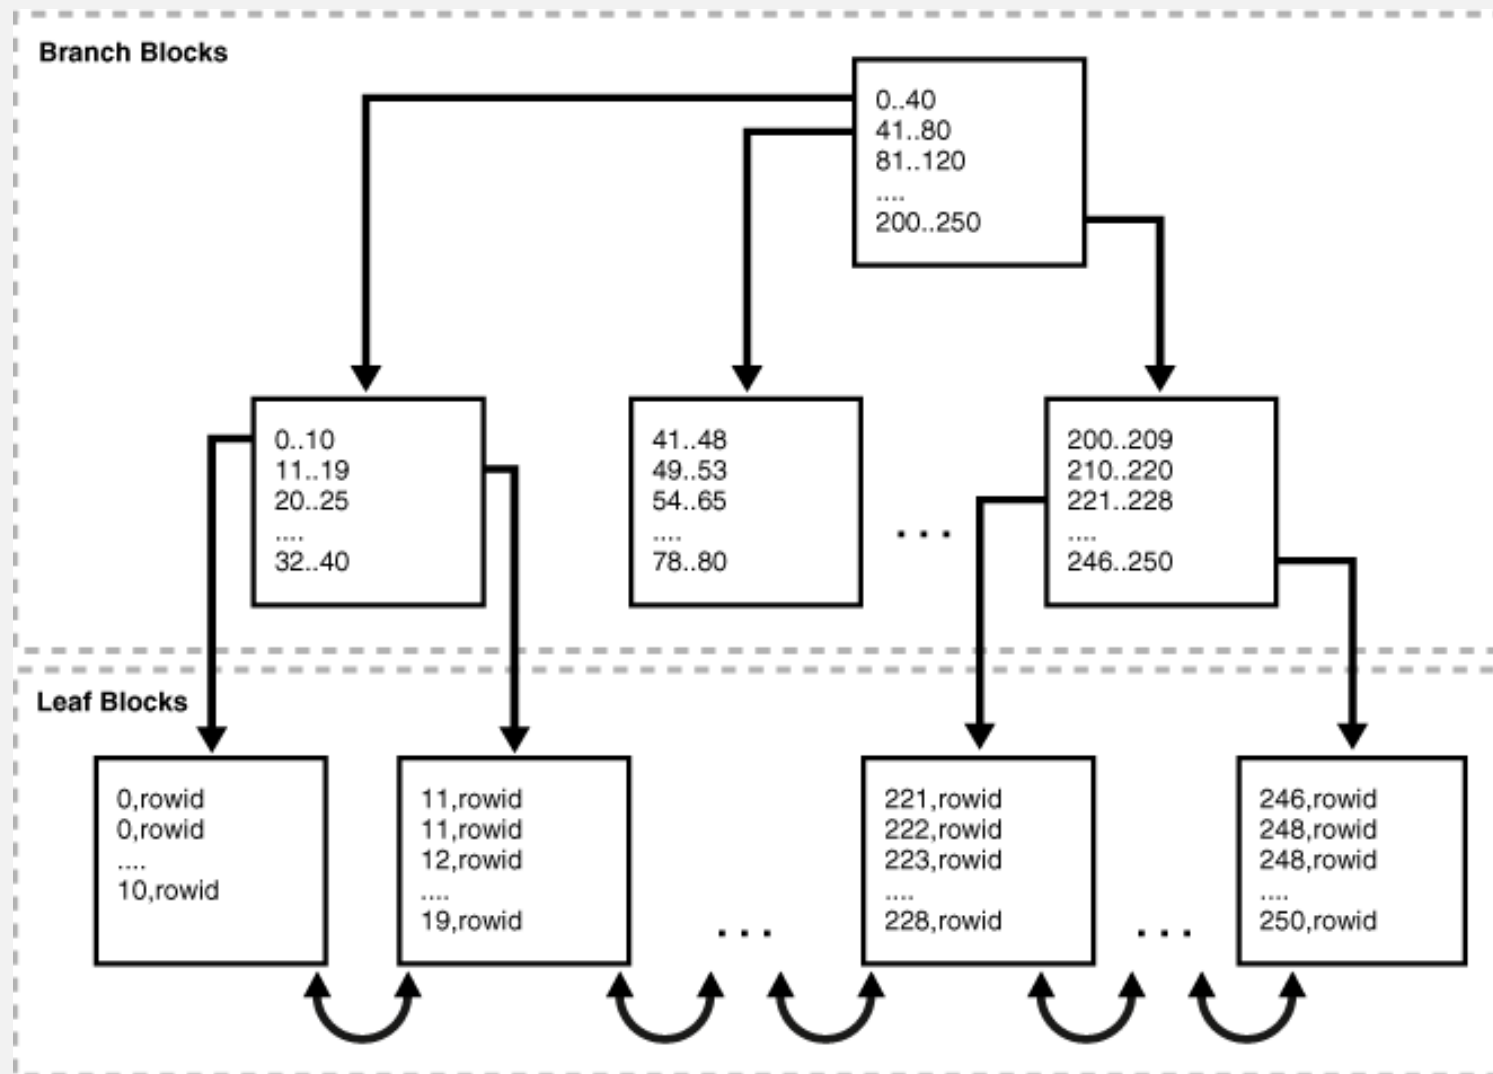 Branch Blocks
0..40
41..80
81..120
....
200..250
0..10
11..19
20..25
....
32..40
41..48
49..53
54..65
....
78..80
...
200..209
210..220
221..228
....
246..250
Leaf Blocks
0,rowid
0,rowid
....
10,rowid
11,rowid
11,rowid
12,rowid
....
19,rowid
...
221,rowid
222,rowid
223,rowid
....
228,rowid
...
246,rowid
248,rowid
248,rowid
....
250,rowid